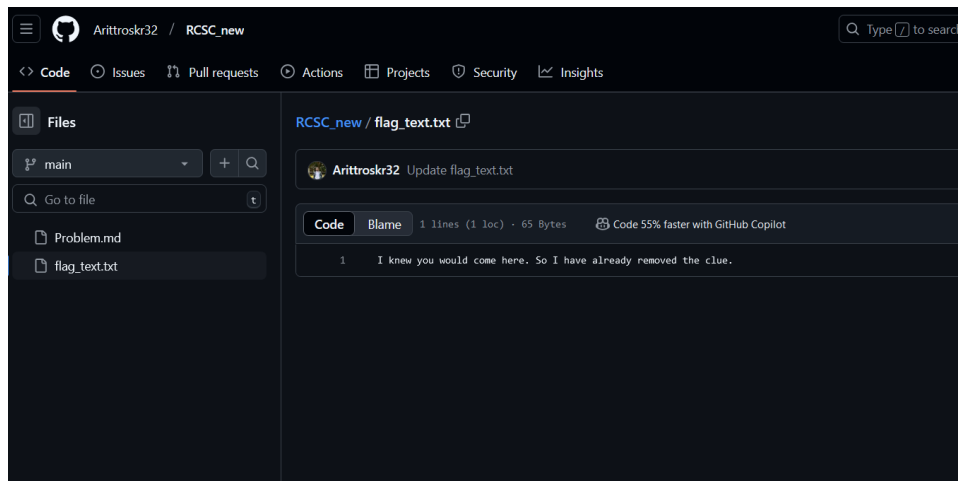 Arittroskr32 / RCSC_new
Type / to search
Code Issues Pull requests Actions Projects Security Insights
Files
RCSC_new / flag_text.txt
main
Arittroskr32 Update flag_text.txt
Go to file t
Code Blame 1 lines (1 loc) · 65 Bytes Code 55% faster with GitHub Copilot
Problem.md
1 I knew you would come here. So I have already removed the clue.
flag_text.txt